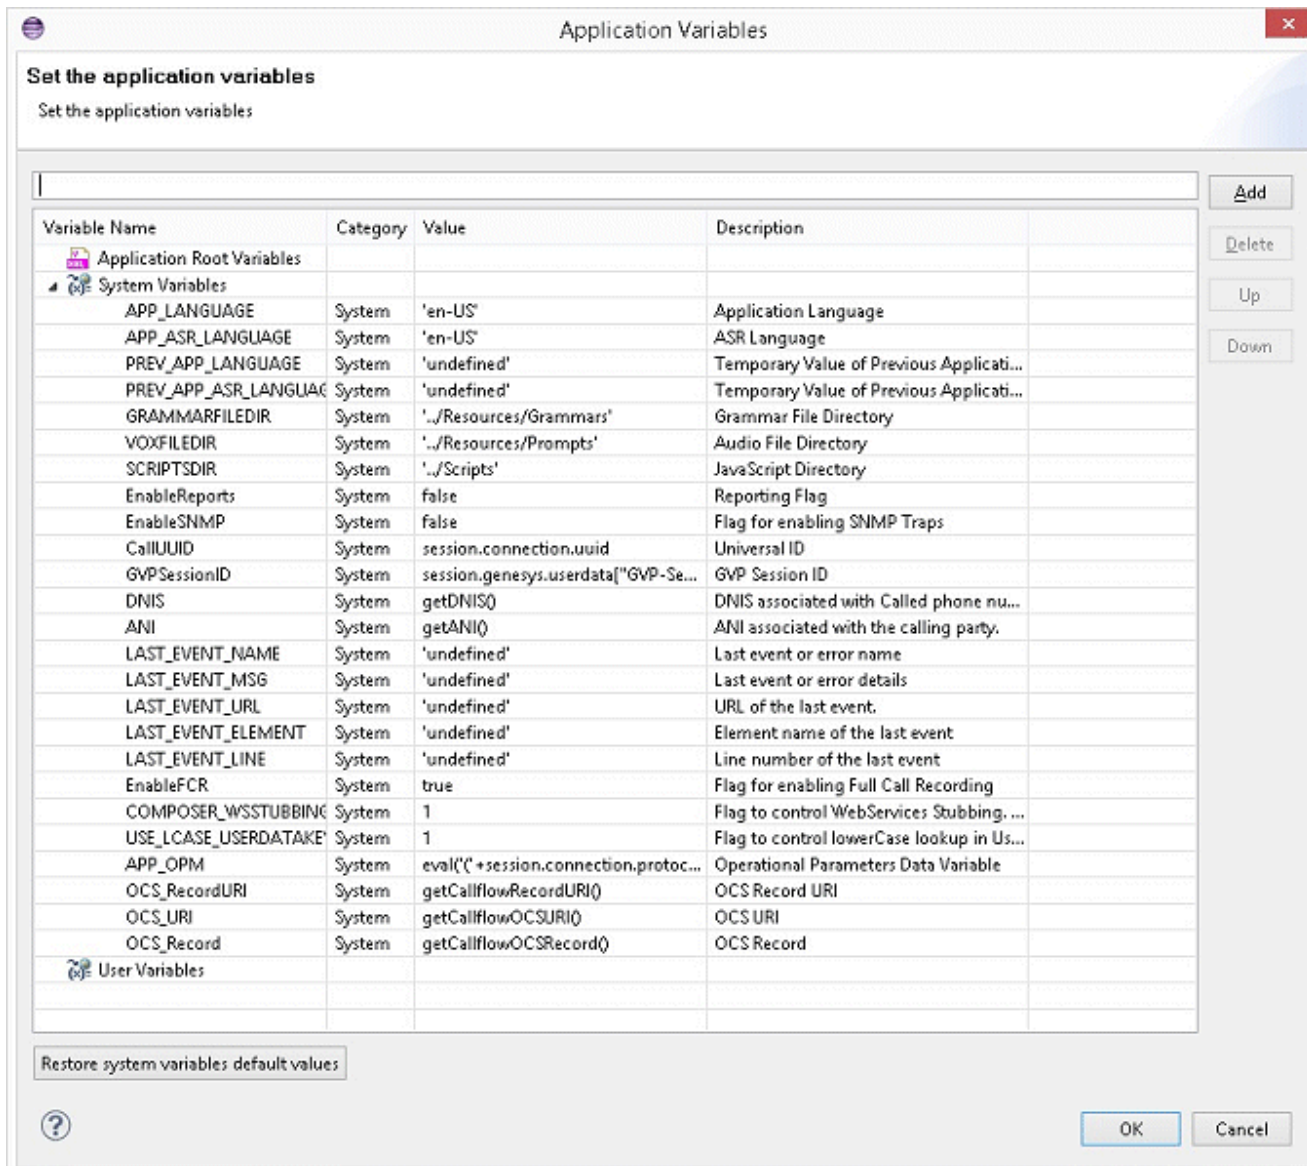 Application Variables
Set the application variables
Set the application variables
Add
Variable Name Category Value Description
Delete
Application Root Variables
System Variables
Up
APP_LANGUAGE System 'en-US' Application Language
APP_ASR_LANGUAGE System 'en-US' ASR Language
Down
PREV_APP_LANGUAGE System 'undefined' Temporary Value of Previous Applicati...
PREV_APP_ASR_LANGUAG System 'undefined' Temporary Value of Previous Applicati...
GRAMMARFILEDIR System '../Resources/Grammars' Grammar File Directory
VOXFILEDIR System '../Resources/Prompts' Audio File Directory
SCRIPTSDIR System '../Scripts' JavaScript Directory
EnableReports System false Reporting Flag
EnableSNMP System false Flag for enabling SNMP Traps
CallUUID System session.connection.uuid Universal ID
GVPSessionID System session.genesys.userdata["GVP-Se... GVP Session ID
DNIS System getDNIS() DNIS associated with Called phone nu...
ANI System getANI() ANI associated with the calling party.
LAST_EVENT_NAME System 'undefined' Last event or error name
LAST_EVENT_MSG System 'undefined' Last event or error details
LAST_EVENT_URL System 'undefined' URL of the last event.
LAST_EVENT_ELEMENT System 'undefined' Element name of the last event
LAST_EVENT_LINE System 'undefined' Line number of the last event
EnableFCR System true Flag for enabling Full Call Recording
COMPOSER_WSSTUBBING System 1 Flag to control WebServices Stubbing. ...
USE_LCASE_USERDATAKEY System 1 Flag to control lowerCase lookup in Us...
APP_OPM System eval('('+session.connection.protoc... Operational Parameters Data Variable
OCS_RecordURI System getCallflowRecordURI() OCS Record URI
OCS_URI System getCallflowOCSURI() OCS URI
OCS_Record System getCallflowOCSRecord() OCS Record
User Variables
Restore system variables default values
OK Cancel